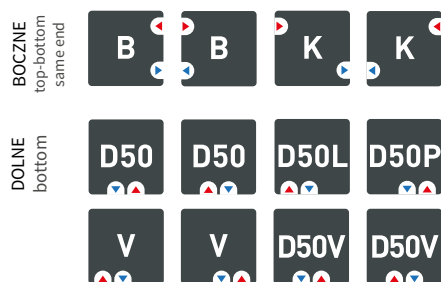 BOCZNE
top-bottom
same end
B B K K
DOLNE
bottom
D50 D50 D50L D50P
V V D50V D50V